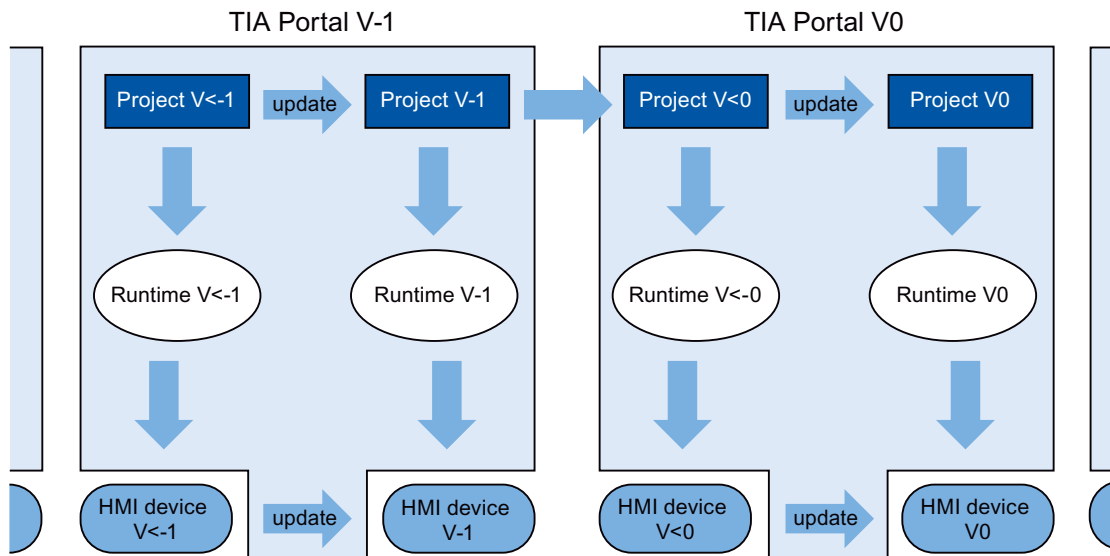 TIA Portal V-1
TIA Portal V0
Project V<-1
update
Project V-1
Project V<0
update
Project V0
Runtime V<-1
Runtime V-1
Runtime V<-0
Runtime V0
HMI device
V<-1
update
HMI device
V-1
HMI device
V<0
update
HMI device
V0